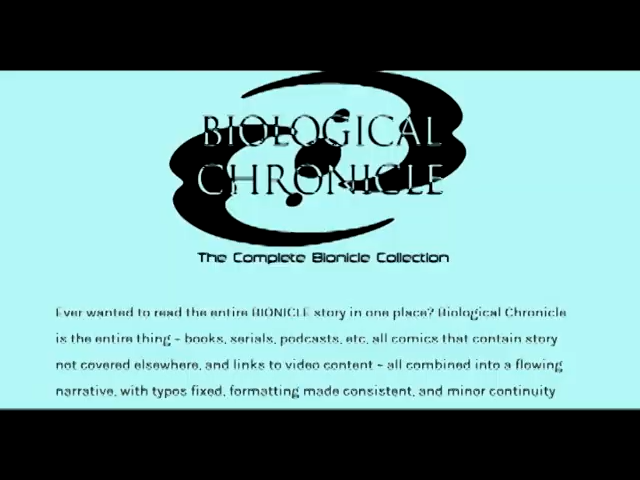 BIOLOGICAL
CHRONICLE
The Complete Bionicle Collection
Ever wanted to read the entire BIONICLE story in one place? Biological Chronicle
is the entire thing - books, serials, podcasts, etc, all comics that contain story
not covered elsewhere, and links to video content - all combined into a flowing
narrative, with typos fixed, formatting made consistent, and minor continuity